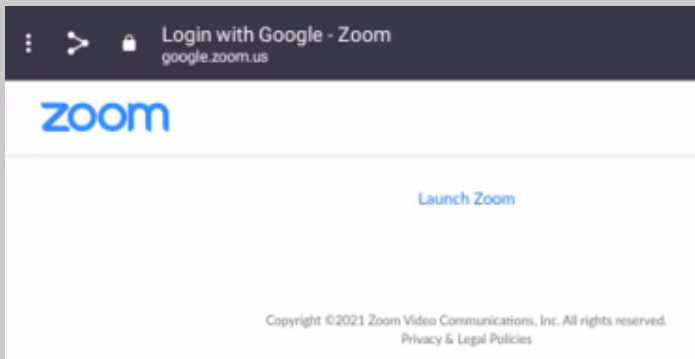 Login with Google - Zoom
google.zoom.us
zoom
Launch Zoom
Copyright ©2021 Zoom Video Communications, Inc. All rights reserved.
Privacy & Legal Policies